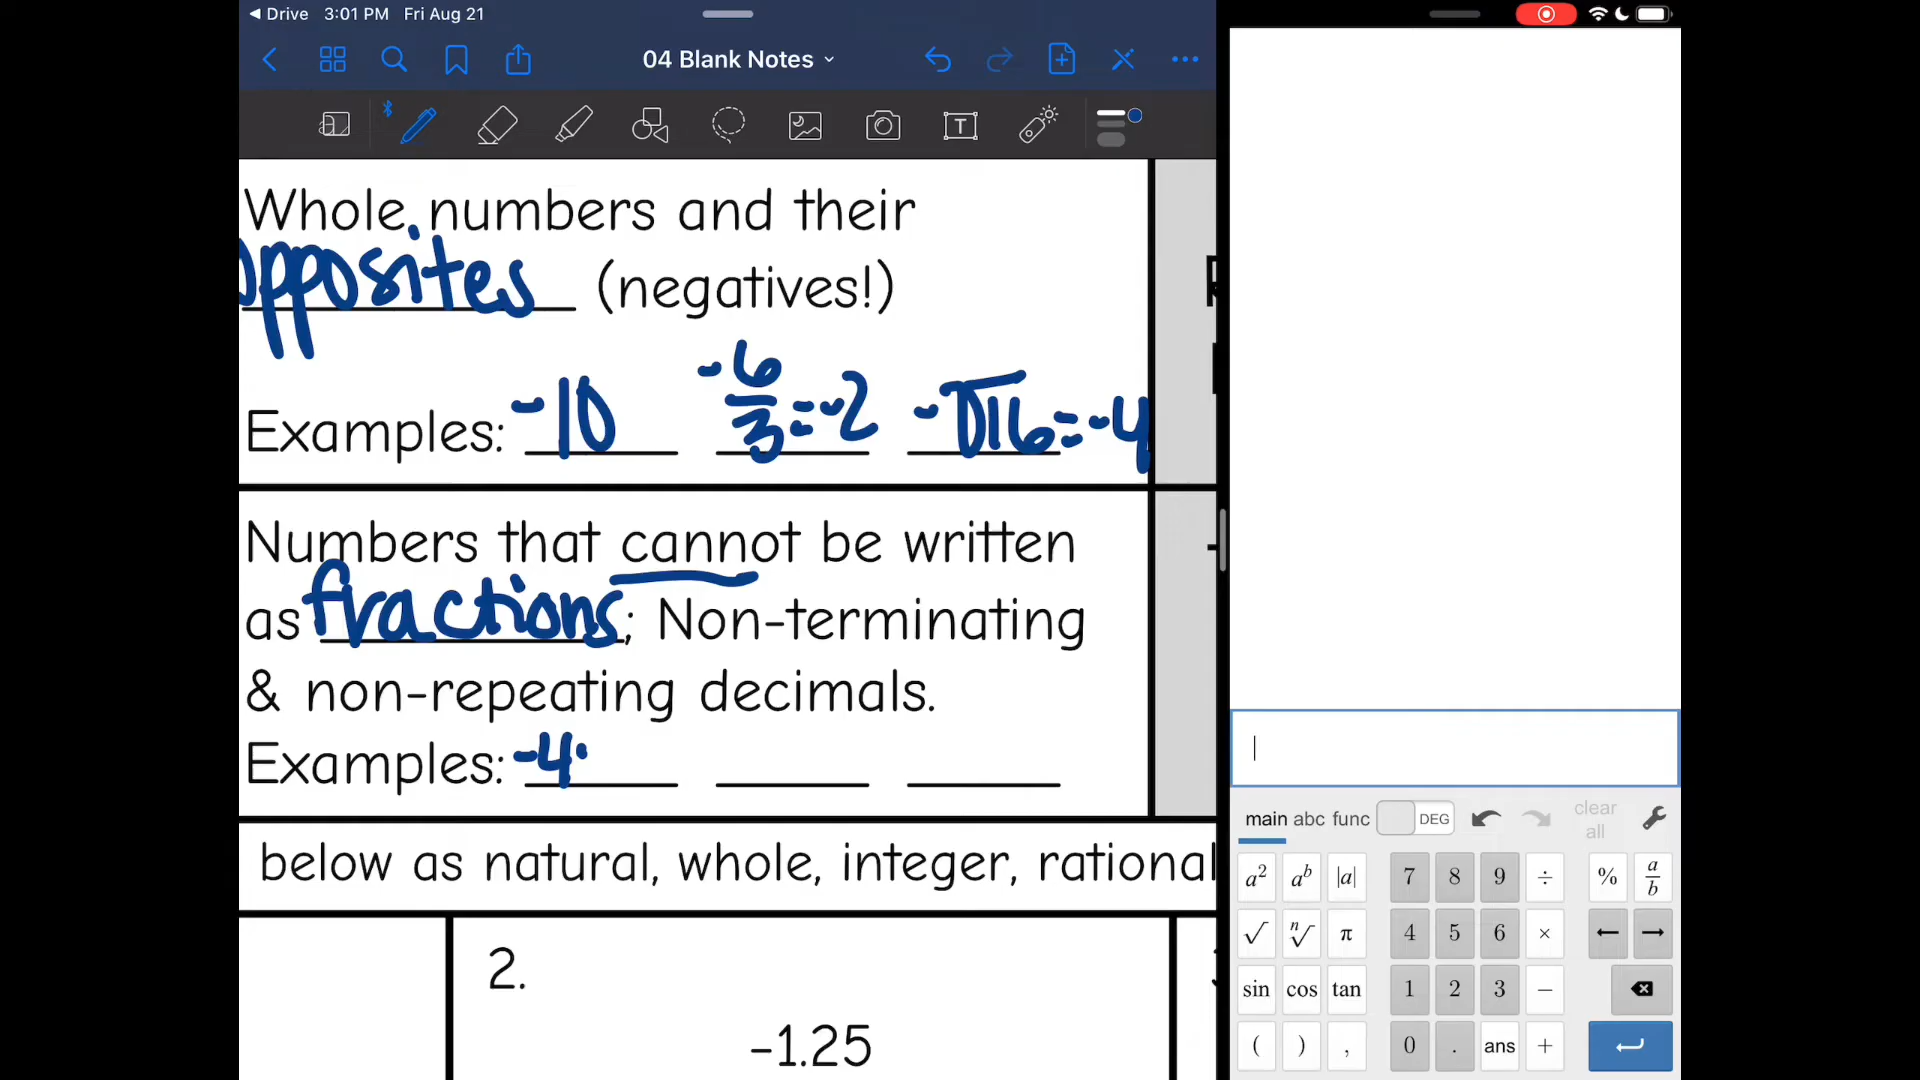 Drive 3:01 PM Fri Aug 21
04 Blank Notes
T
Whole numbers and their
opposites (negatives!)
Examples: -10 -6/3=-2 -√16=-4
Numbers that cannot be written
as fractions; Non-terminating
& non-repeating decimals.
Examples: -4.
below as natural, whole, integer, rational
2.
-1.25
main abc func DEG clear all
a² aᵇ |a| 7 8 9 ÷ % a/b
√ ⁿ√ π 4 5 6 × ← →
sin cos tan 1 2 3 −
( ) , 0 . ans +